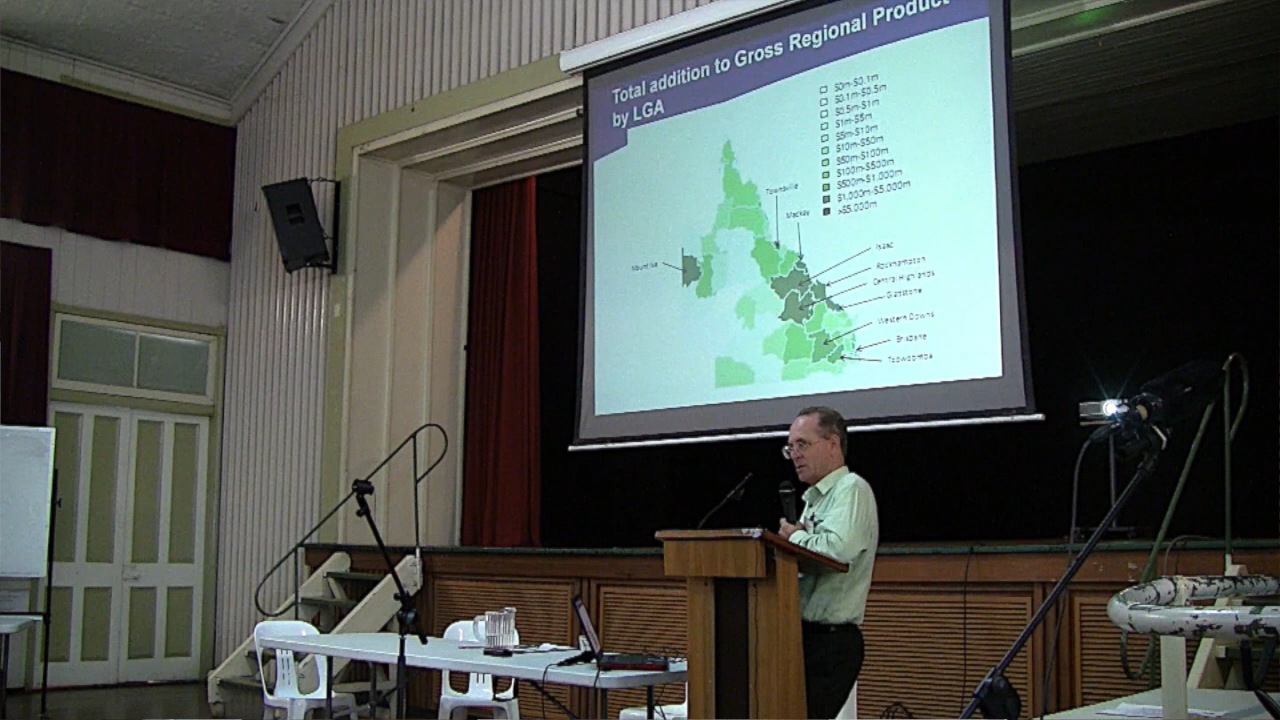 Total addition to Gross Regional Product
by LGA
$0m-$0.1m
$0.1m-$0.5m
$0.5m-$1m
$1m-$5m
$5m-$10m
$10m-$50m
$50m-$100m
$100m-$500m
$500m-$1,000m
$1,000m-$5,000m
>$5,000m
Townsville
Mackay
Isaac
Mount Isa
Rockhampton
Central Highlands
Gladstone
Western Downs
Brisbane
Toowoomba